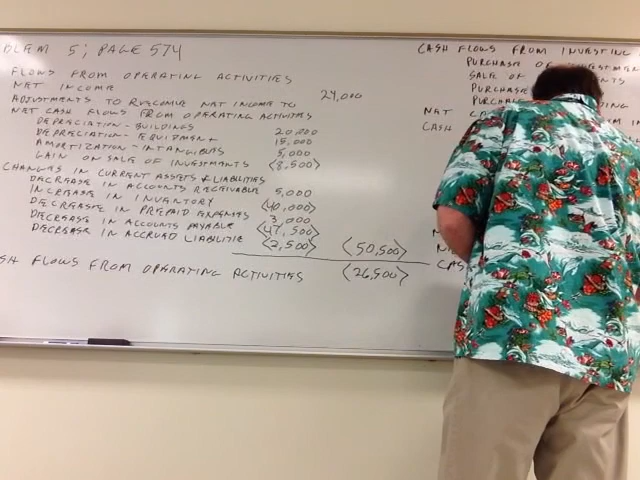 OLEM 5; PAGE 574
FLOWS FROM OPERATING ACTIVITIES
NET INCOME 24,000
ADJUSTMENTS TO RECONCILE NET INCOME TO
NET CASH FLOWS FROM OPERATING ACTIVITIES
DEPRECIATION - BUILDINGS 20,000
DEPRECIATION - EQUIPMENT 15,000
AMORTIZATION - INTANGIBLES 5,000
GAIN ON SALE OF INVESTMENTS <8,500>
CHANGES IN CURRENT ASSETS & LIABILITIES
DECREASE IN ACCOUNTS RECEIVABLE 5,000
INCREASE IN INVENTORY <40,000>
DECREASE IN PREPAID EXPENSES 3,000
DECREASE IN ACCOUNTS PAYABLE <47,500>
DECREASE IN ACCRUED LIABILITIE <2,500> <50,500>
SH FLOWS FROM OPERATING ACTIVITIES <26,500>
CASH FLOWS FROM INVESTING
PURCHASE OF
SALE OF
PURCHASE
PURCHA
NET C
CASH
N
N
CAS